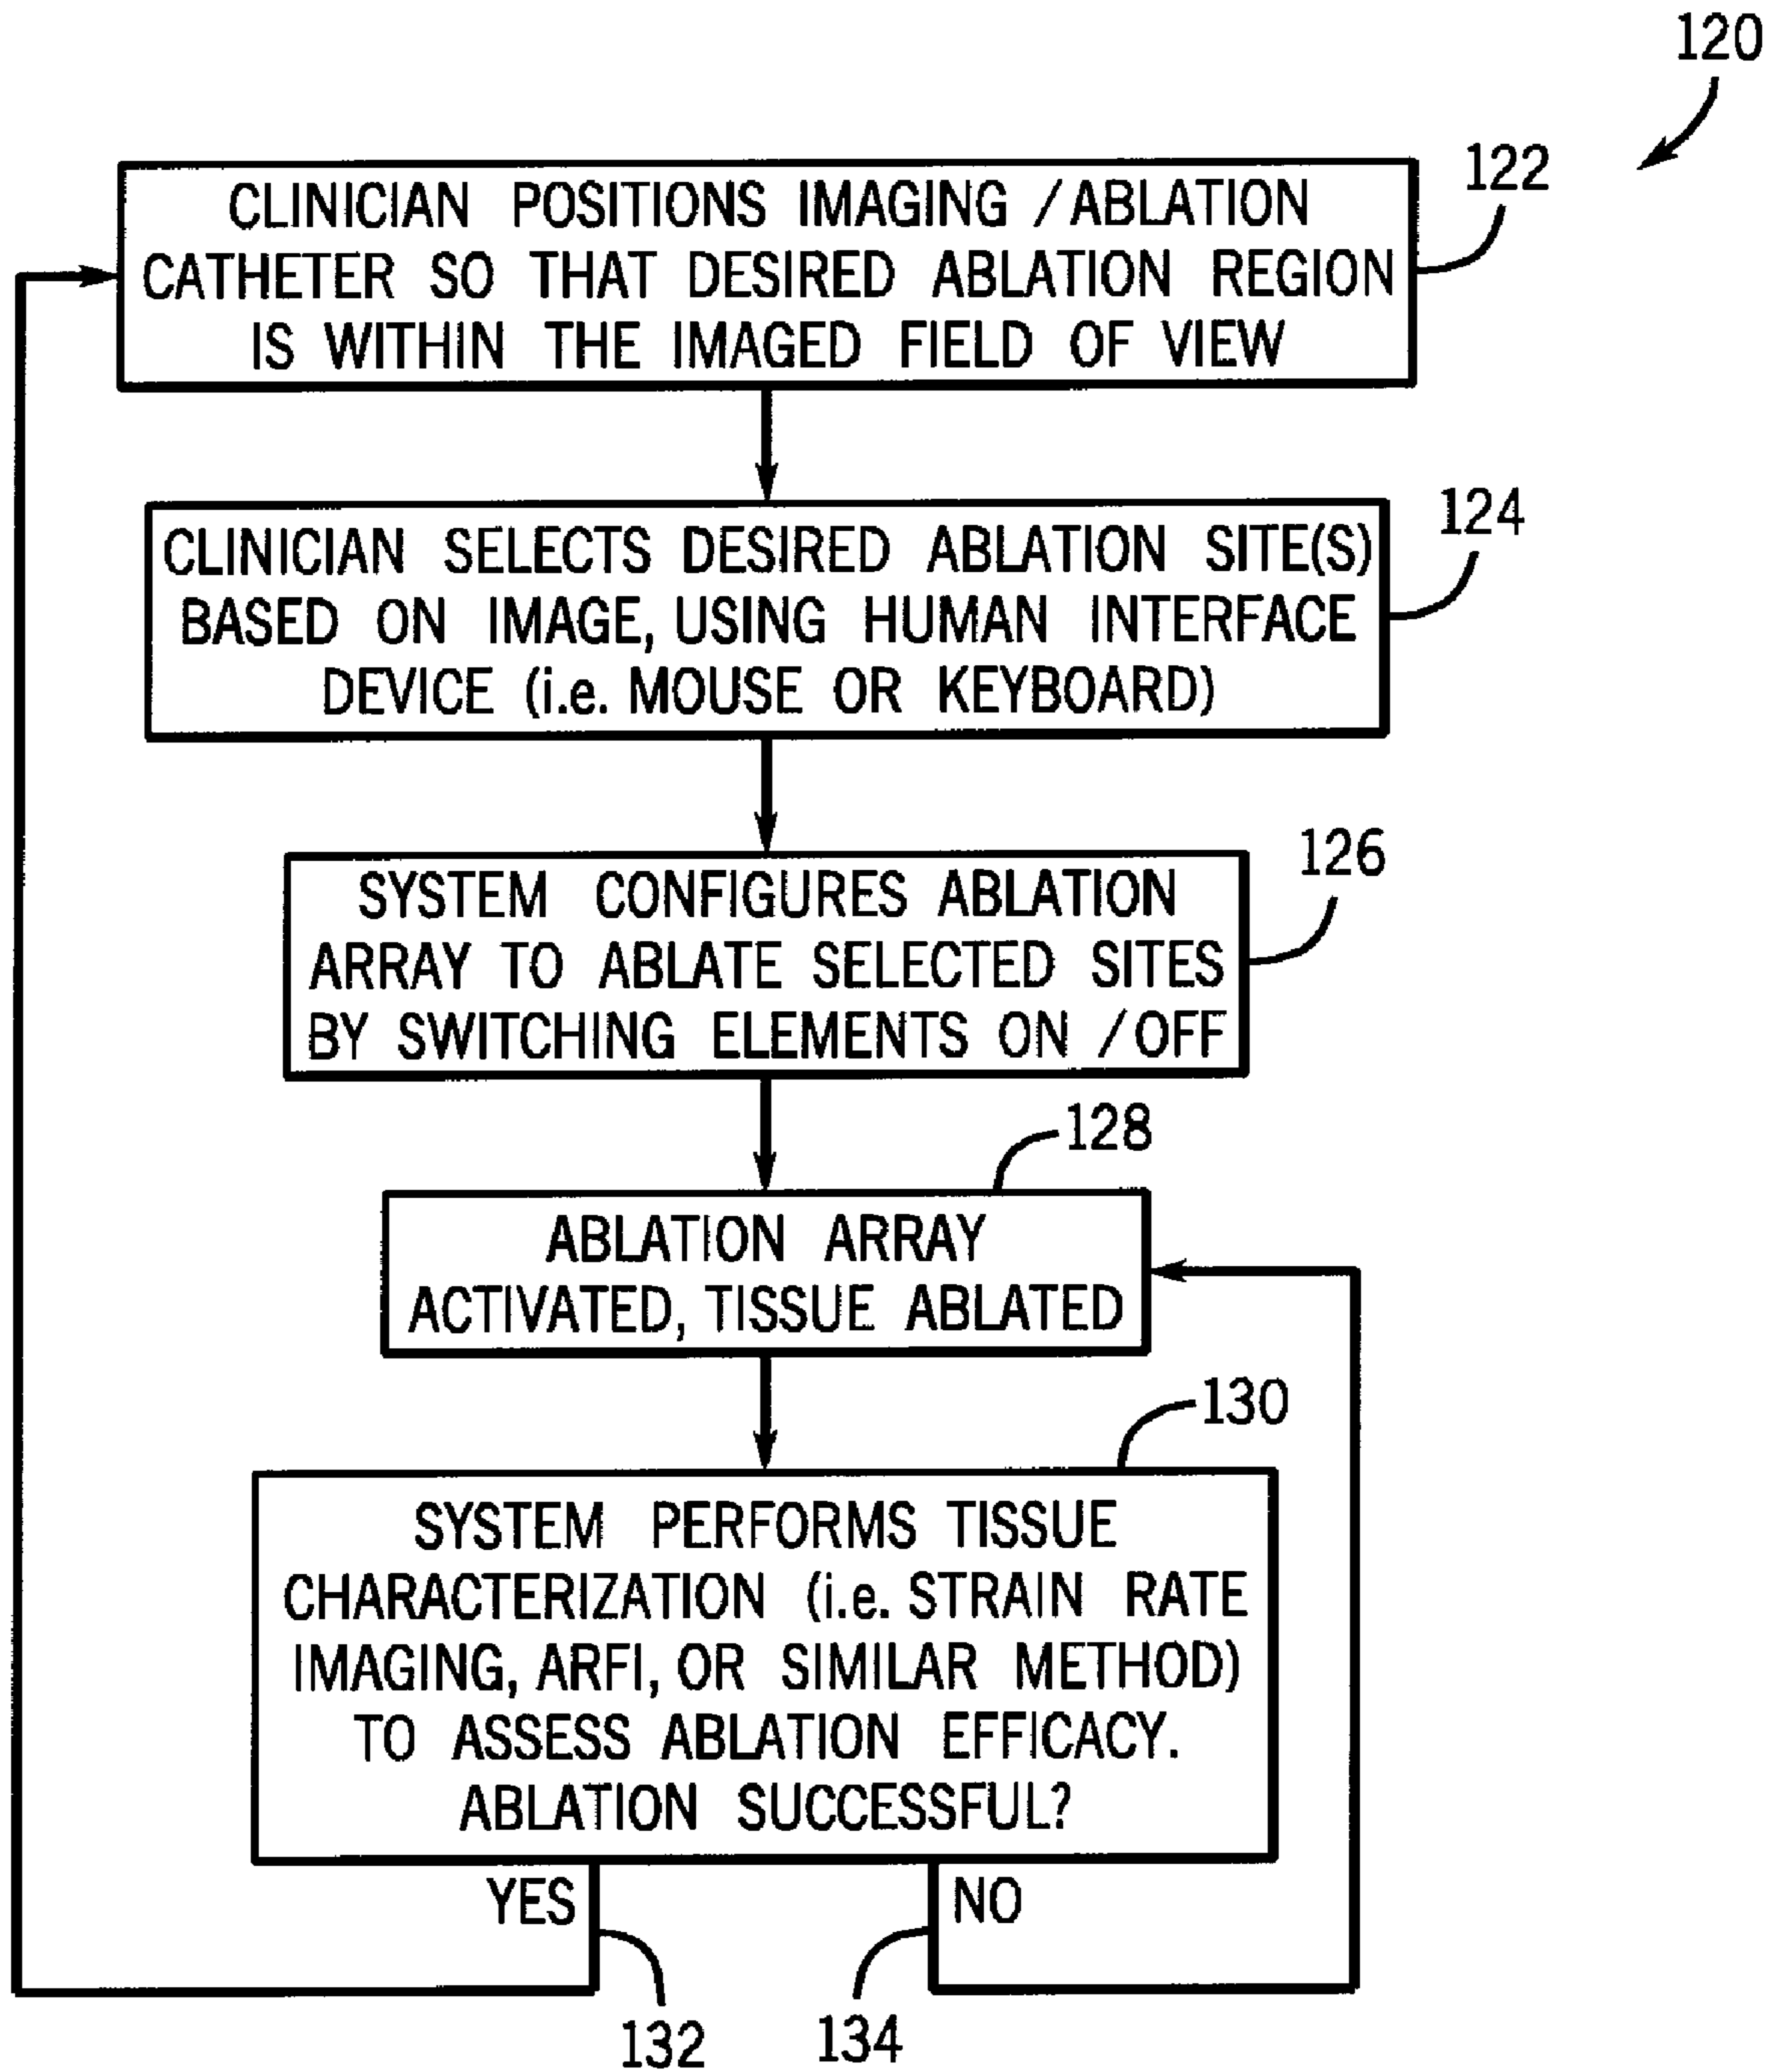 120
122
CLINICIAN POSITIONS IMAGING /ABLATION
CATHETER SO THAT DESIRED ABLATION REGION
IS WITHIN THE IMAGED FIELD OF VIEW
124
CLINICIAN SELECTS DESIRED ABLATION SITE(S)
BASED ON IMAGE, USING HUMAN INTERFACE
DEVICE (i.e. MOUSE OR KEYBOARD)
126
SYSTEM CONFIGURES ABLATION
ARRAY TO ABLATE SELECTED SITES
BY SWITCHING ELEMENTS ON /OFF
128
ABLATION ARRAY
ACTIVATED, TISSUE ABLATED
130
SYSTEM PERFORMS TISSUE
CHARACTERIZATION (i.e. STRAIN RATE
IMAGING, ARFI, OR SIMILAR METHOD)
TO ASSESS ABLATION EFFICACY.
ABLATION SUCCESSFUL?
YES NO
132 134